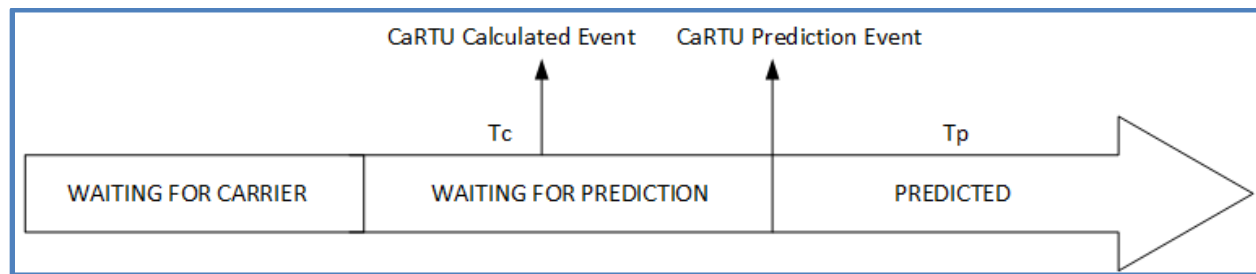 CaRTU Calculated Event CaRTU Prediction Event
Tc Tp
WAITING FOR CARRIER WAITING FOR PREDICTION PREDICTED